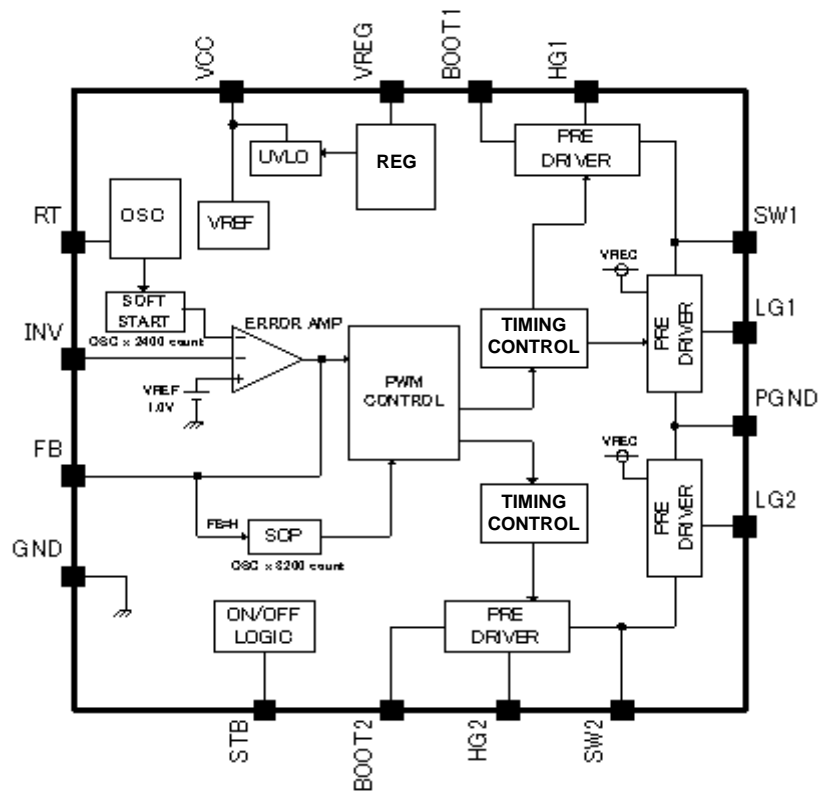 VCC
VREG
BOOT1
HG1
UVLO
REG
PRE
DRIVER
RT
OSC
VREF
SW1
VREG
SOFT
START
OSC x 2400 count
INV
ERROR AMP
TIMING
CONTROL
PRE
DRIVER
LG1
VREF
1.0V
PWM
CONTROL
PGND
VREG
FB
FB=H
SCP
OSC x 8200 count
TIMING
CONTROL
PRE
DRIVER
LG2
GND
ON/OFF
LOGIC
PRE
DRIVER
STB
BOOT2
HG2
SW2